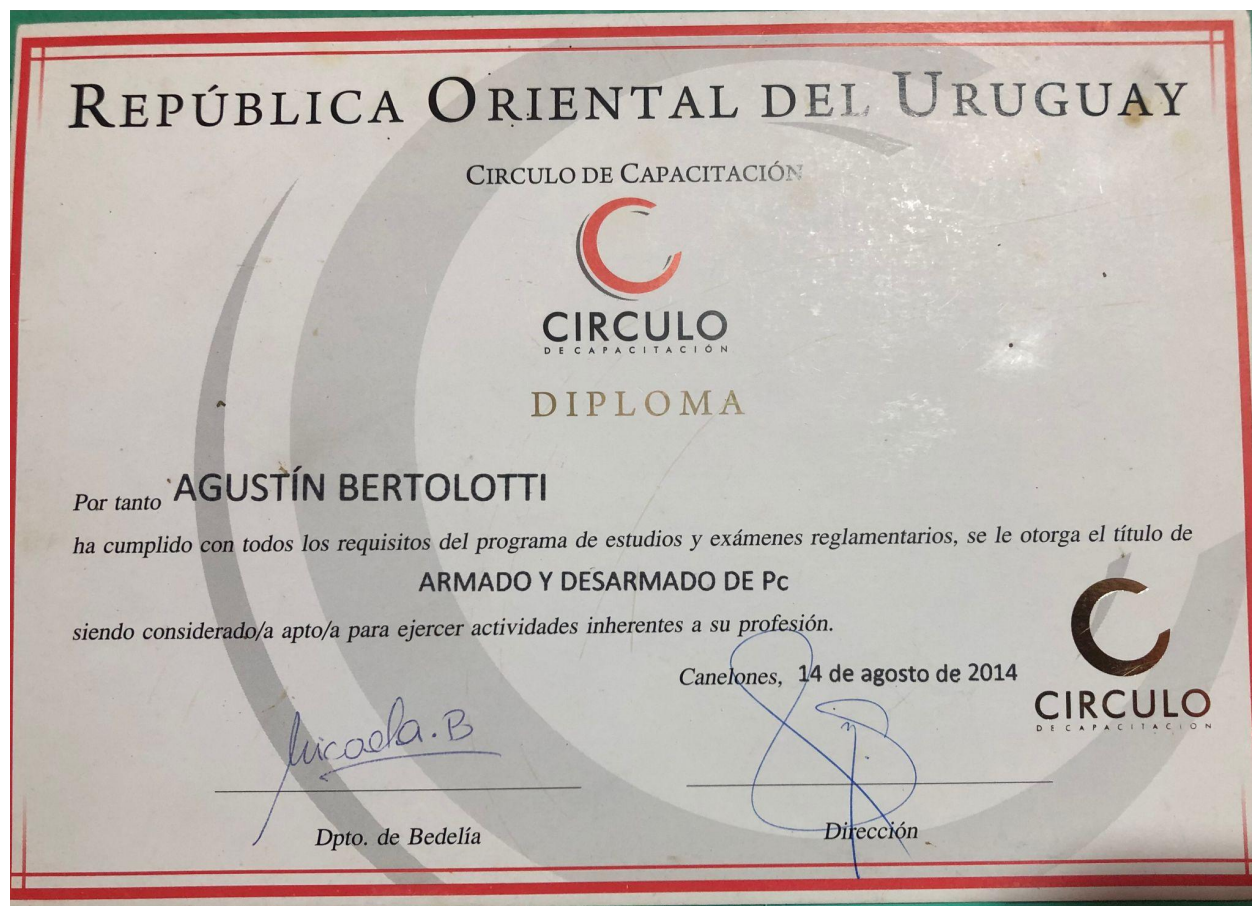 REPÚBLICA ORIENTAL DEL URUGUAY
CIRCULO DE CAPACITACIÓN
CIRCULO
DE CAPACITACIÓN
DIPLOMA
Por tanto AGUSTÍN BERTOLOTTI
ha cumplido con todos los requisitos del programa de estudios y exámenes reglamentarios, se le otorga el título de
ARMADO Y DESARMADO DE Pc
siendo considerado/a apto/a para ejercer actividades inherentes a su profesión.
Canelones, 14 de agosto de 2014
CIRCULO
DE CAPACITACION
Micaela.B
Dpto. de Bedelía
Dirección